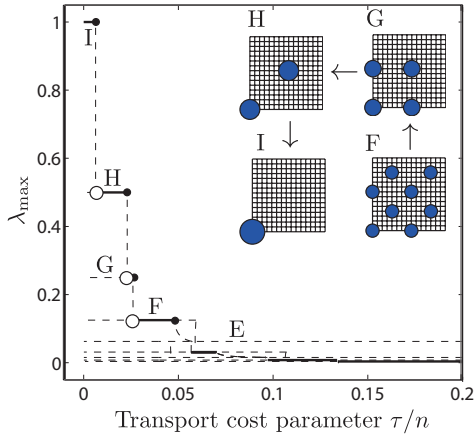 H G
F
I
1
I
0.8
0.6
H
0.4
G
0.2
F
E
0
0 0.05 0.1 0.15 0.2
λmax
Transport cost parameter τ/n